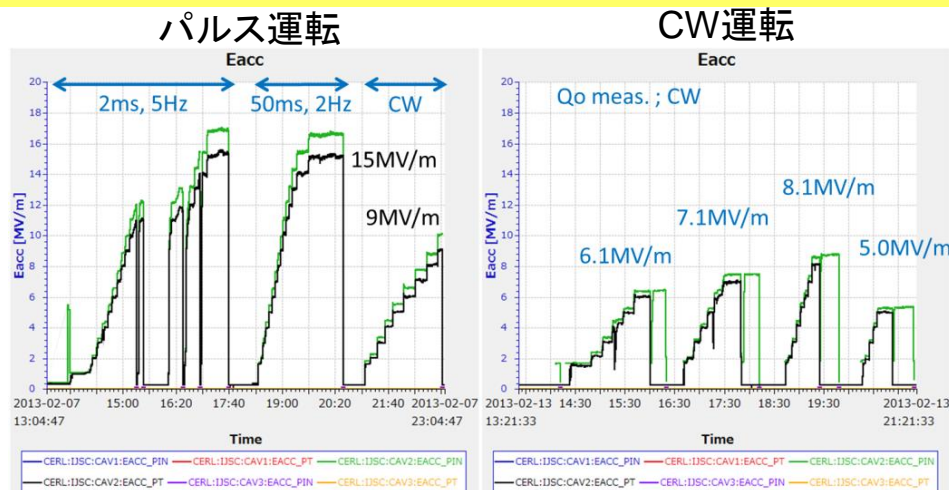 パルス運転
CW運転
Eacc
2ms, 5Hz
50ms, 2Hz
CW
15MV/m
9MV/m
Eacc [MV/m]
20
18
16
14
12
10
8
6
4
2
0
2013-02-07 15:00 16:20 17:40 19:00 20:20 21:40 2013-02-07
13:04:47 23:04:47
Time
CERL:IJSC:CAV1:EACC_PIN CERL:IJSC:CAV1:EACC_PT CERL:IJSC:CAV2:EACC_PIN
CERL:IJSC:CAV2:EACC_PT CERL:IJSC:CAV3:EACC_PIN CERL:IJSC:CAV3:EACC_PT
Eacc
Qo meas. ; CW
8.1MV/m
7.1MV/m
6.1MV/m
5.0MV/m
Eacc [MV/m]
20
18
16
14
12
10
8
6
4
2
0
2013-02-13 14:30 15:30 16:30 17:30 18:30 19:30 2013-02-13
13:21:33 21:21:33
Time
CERL:IJSC:CAV1:EACC_PIN CERL:IJSC:CAV1:EACC_PT CERL:IJSC:CAV2:EACC_PIN
CERL:IJSC:CAV2:EACC_PT CERL:IJSC:CAV3:EACC_PIN CERL:IJSC:CAV3:EACC_PT